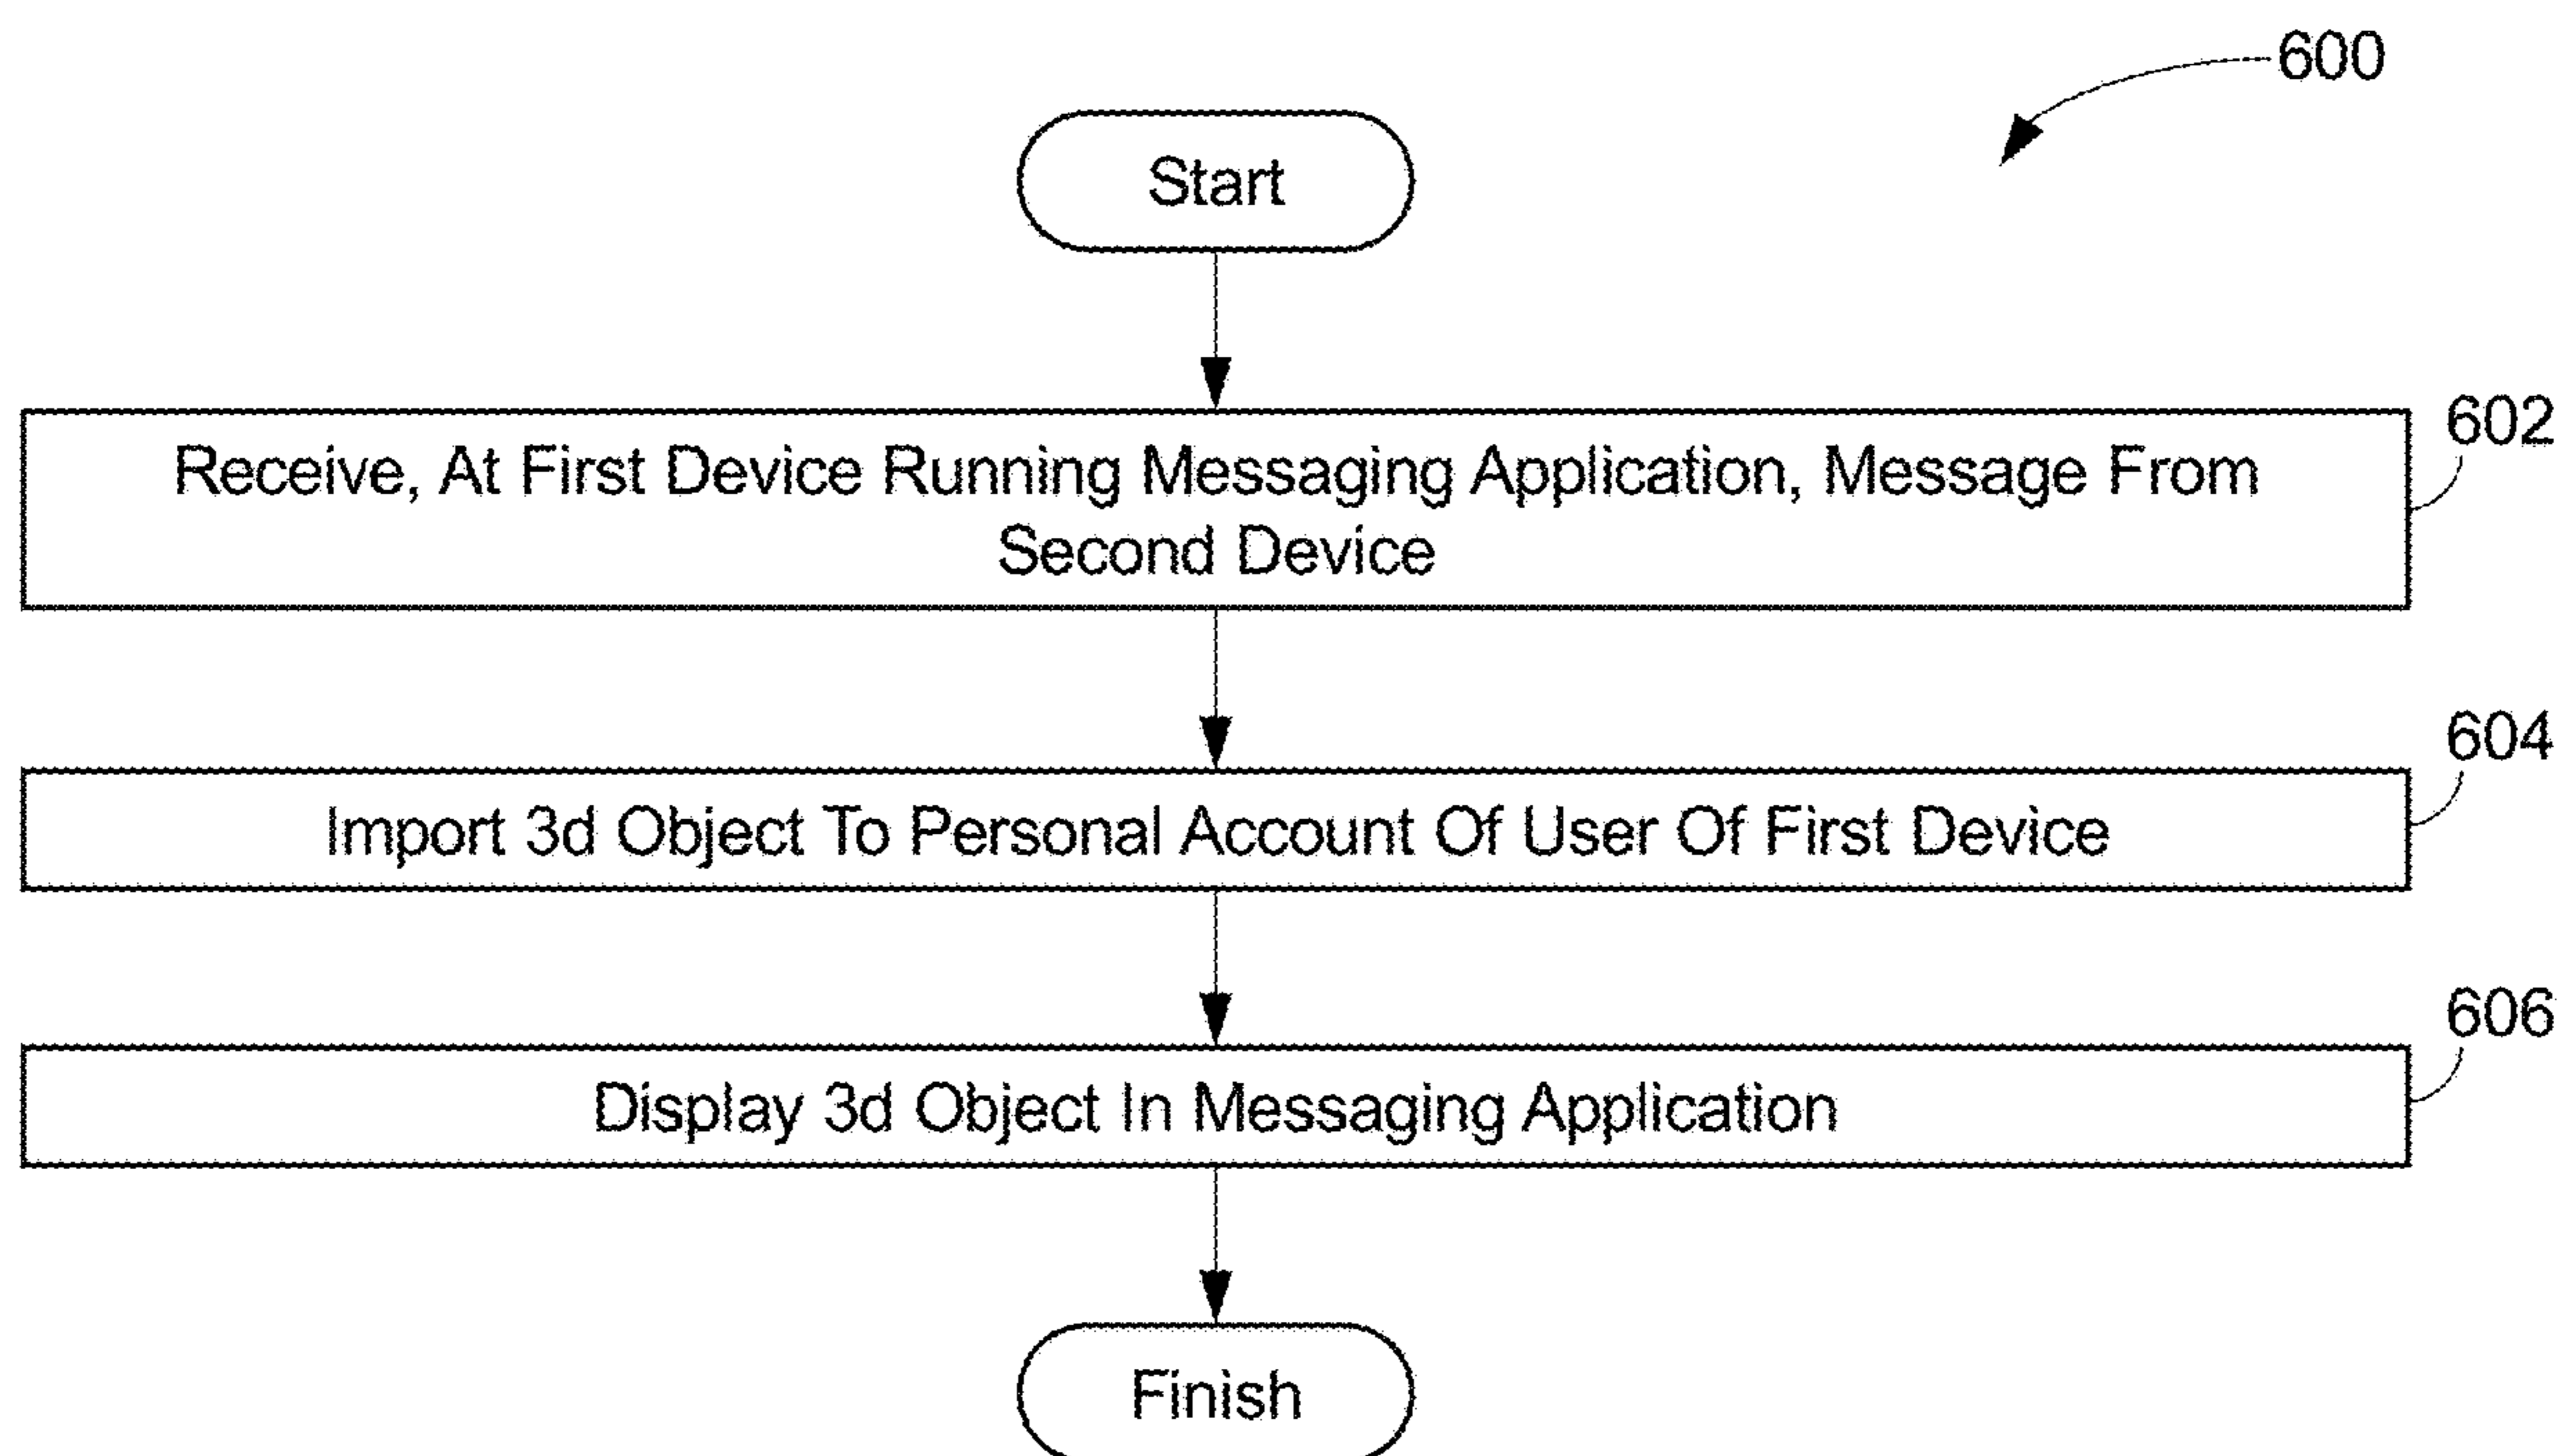 600
Start
602
Receive, At First Device Running Messaging Application, Message From
Second Device
604
Import 3d Object To Personal Account Of User Of First Device
606
Display 3d Object In Messaging Application
Finish